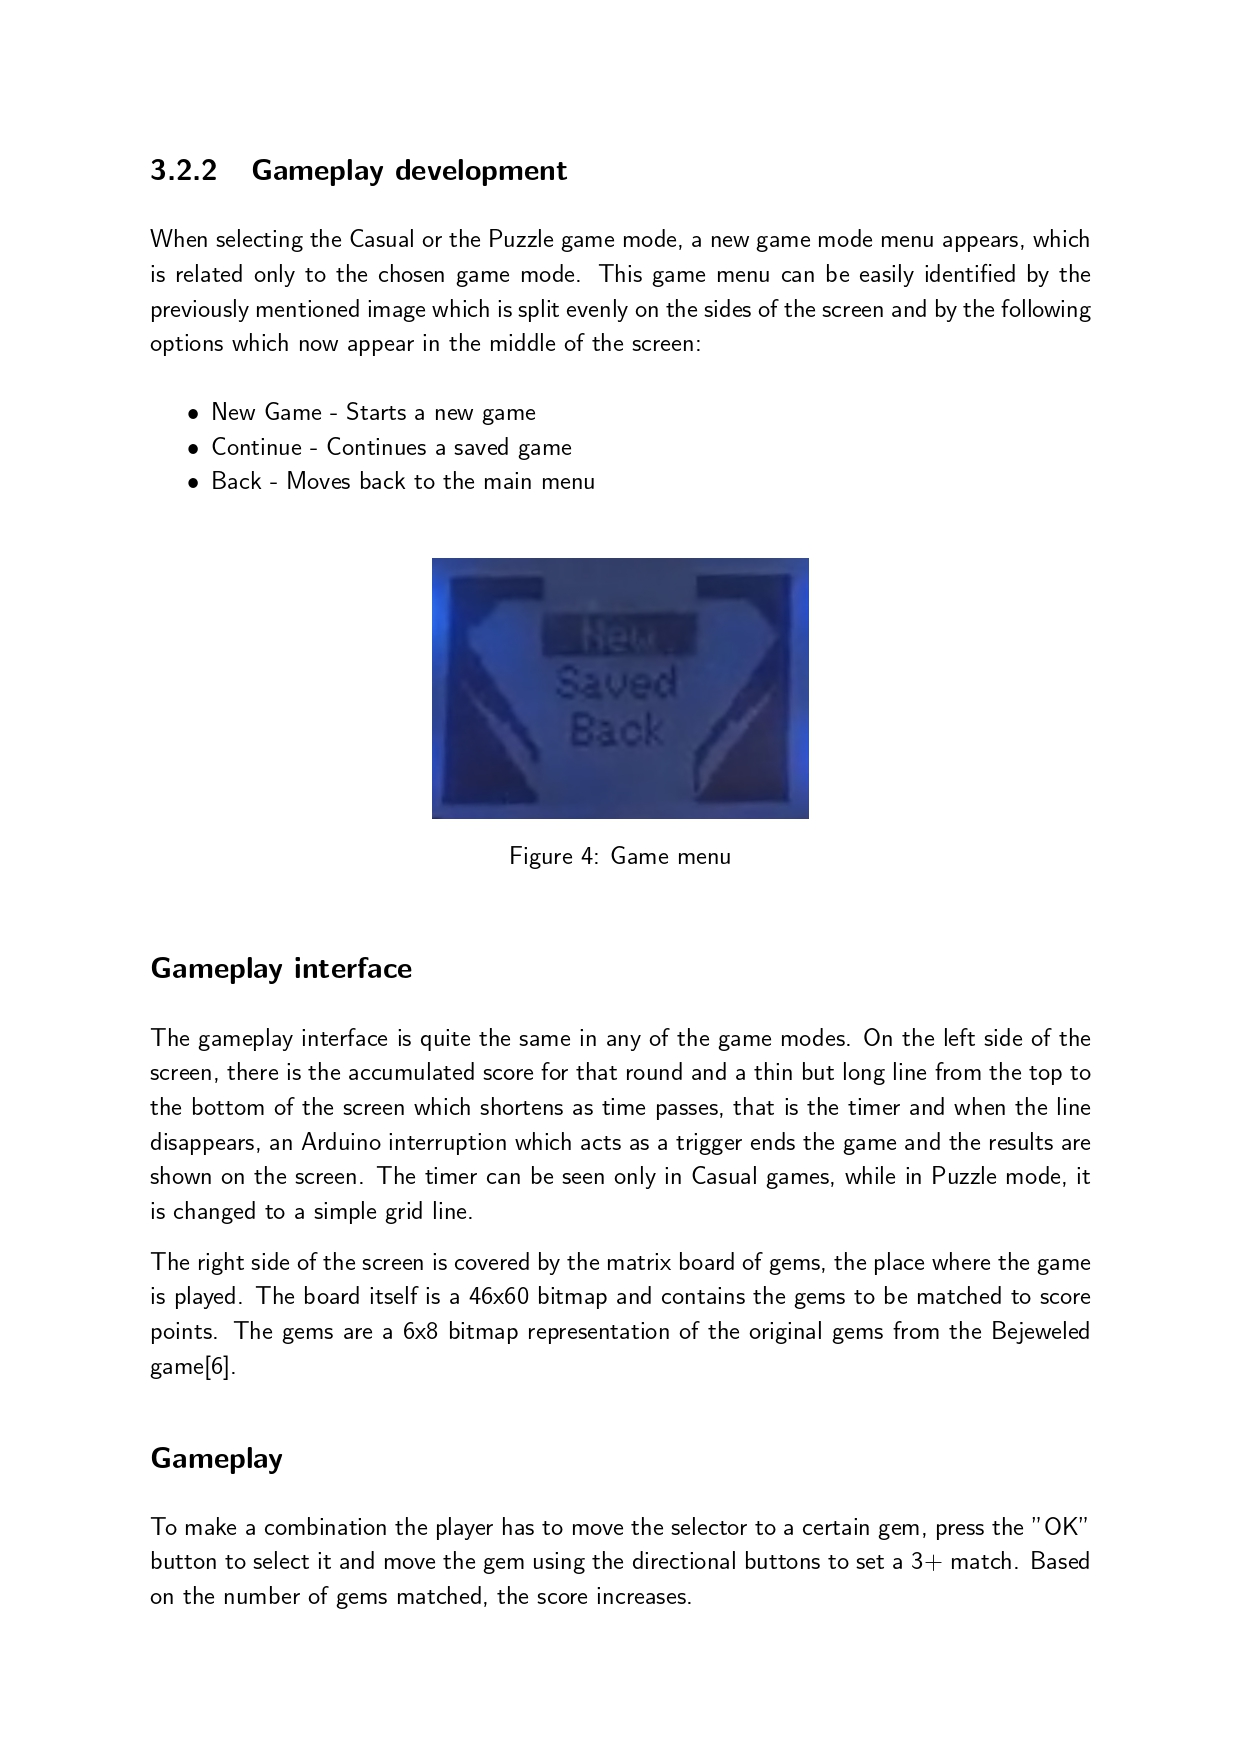 3.2.2 Gameplay development
When selecting the Casual or the Puzzle game mode, a new game mode menu appears, which
is related only to the chosen game mode. This game menu can be easily identified by the
previously mentioned image which is split evenly on the sides of the screen and by the following
options which now appear in the middle of the screen:
• New Game - Starts a new game
• Continue - Continues a saved game
• Back - Moves back to the main menu
New
Saved
Back
Figure 4: Game menu
Gameplay interface
The gameplay interface is quite the same in any of the game modes. On the left side of the
screen, there is the accumulated score for that round and a thin but long line from the top to
the bottom of the screen which shortens as time passes, that is the timer and when the line
disappears, an Arduino interruption which acts as a trigger ends the game and the results are
shown on the screen. The timer can be seen only in Casual games, while in Puzzle mode, it
is changed to a simple grid line.
The right side of the screen is covered by the matrix board of gems, the place where the game
is played. The board itself is a 46x60 bitmap and contains the gems to be matched to score
points. The gems are a 6x8 bitmap representation of the original gems from the Bejeweled
game[6].
Gameplay
To make a combination the player has to move the selector to a certain gem, press the ”OK”
button to select it and move the gem using the directional buttons to set a 3+ match. Based
on the number of gems matched, the score increases.